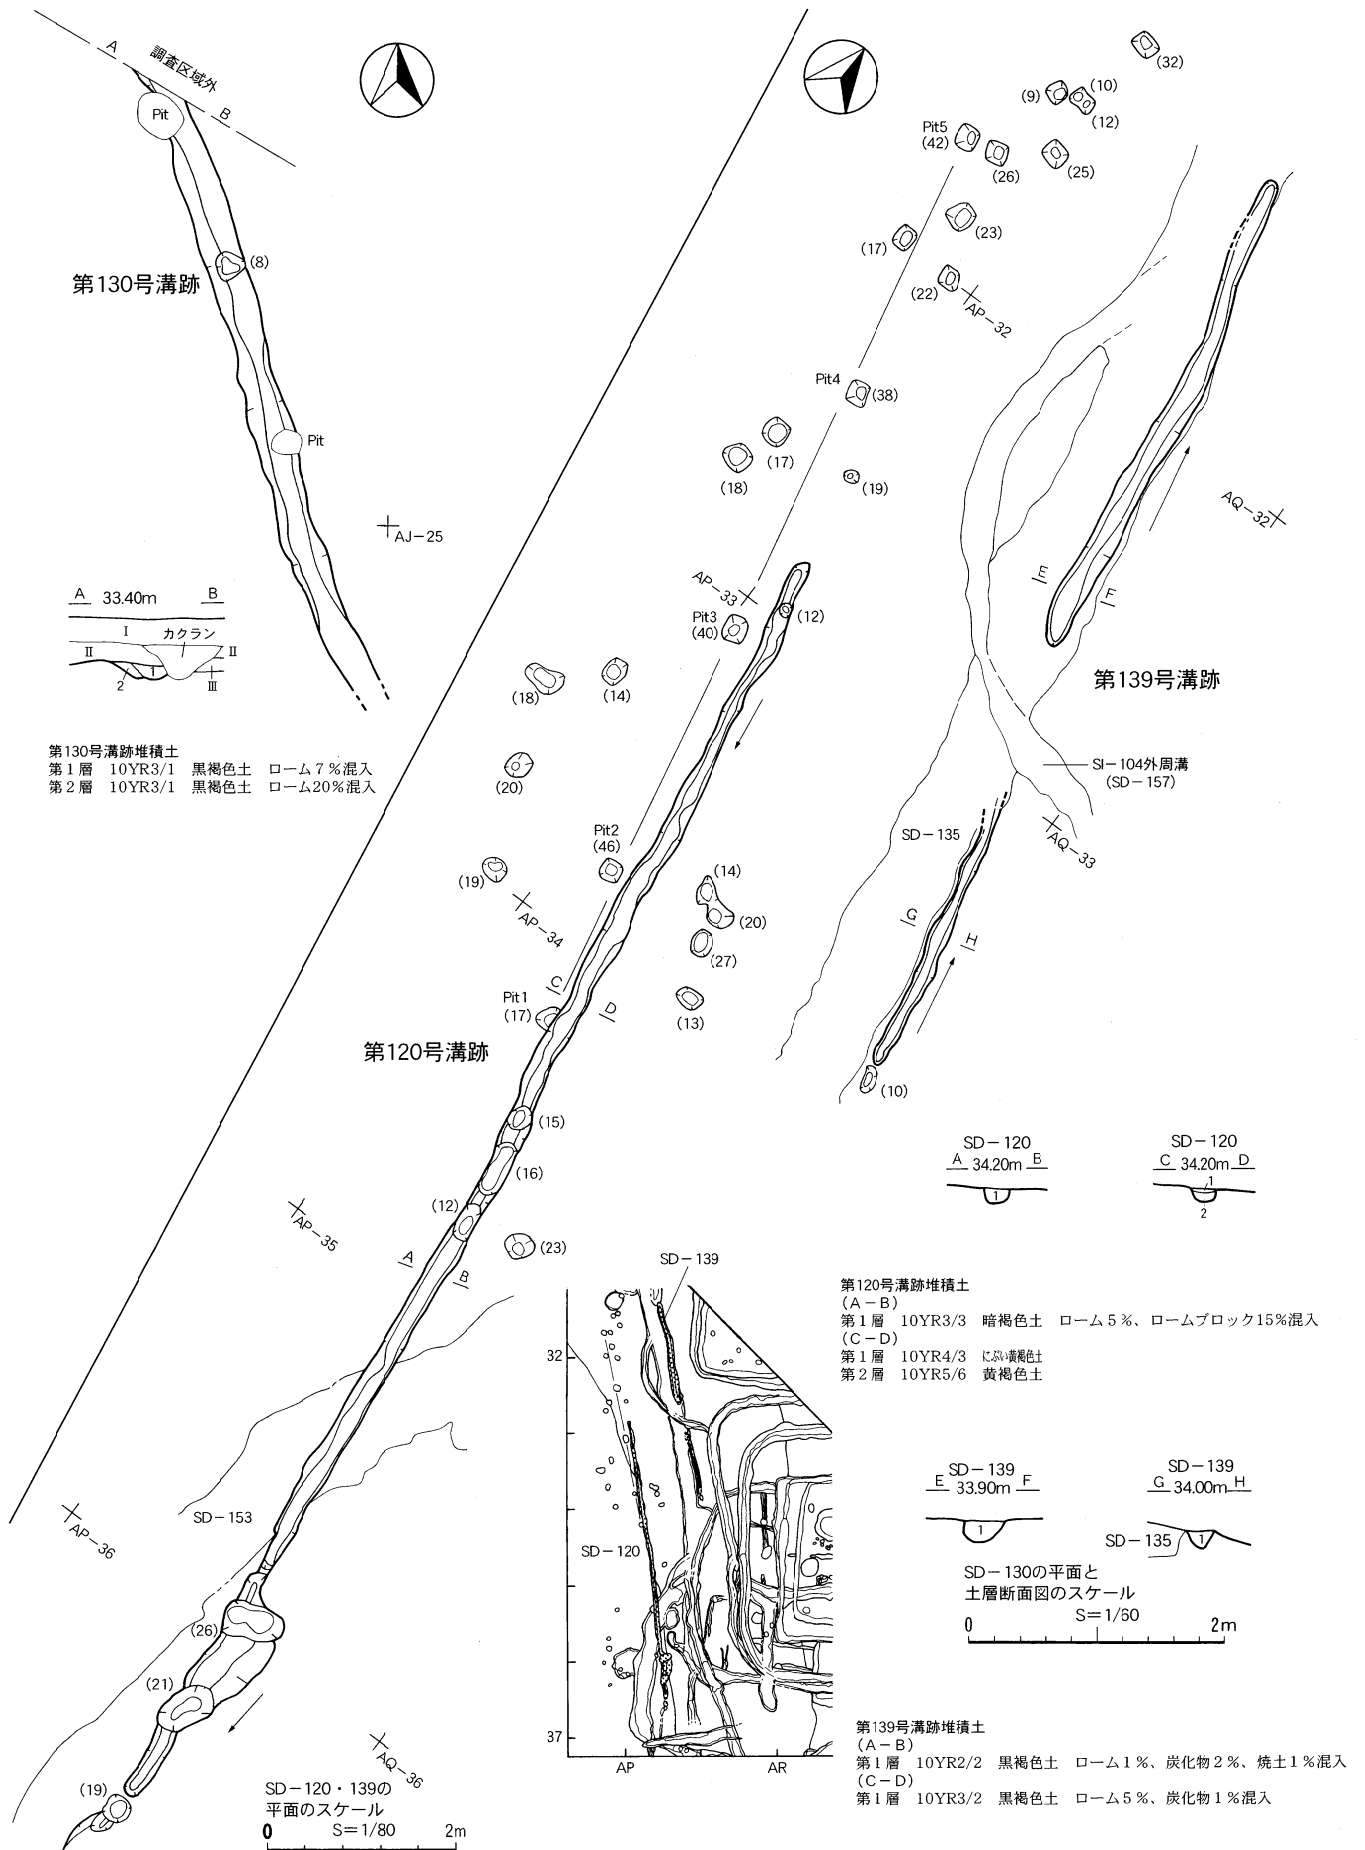 A
調査区域外
B
Pit
(8)
第130号溝跡
Pit
AJ-25
A 33.40m B
I カクラン
II II
2 1 III
第130号溝跡堆積土
第1層 10YR3/1 黒褐色土 ローム7%混入
第2層 10YR3/1 黒褐色土 ローム20%混入
(32)
(9) (10)
(12)
Pit5
(42)
(26) (25)
(23)
(17)
(22)
AP-32
Pit4
(38)
(17)
(18)
(19)
AQ-32
E
F
AP-33
Pit3
(40)
(12)
(18) (14)
第139号溝跡
SI-104外周溝
(SD-157)
(20)
SD-135
AQ-33
Pit2
(46)
(19)
(14)
(20)
AP-34
G
H
(27)
C
D
Pit1
(17)
(13)
第120号溝跡
(10)
(15)
(16)
(12)
AP-35
(23)
A
B
SD-120
A 34.20m B
1
SD-120
C 34.20m D
1
2
第120号溝跡堆積土
(A-B)
第1層 10YR3/3 暗褐色土 ローム5%、ロームブロック15%混入
(C-D)
第1層 10YR4/3 にぶい黄褐色土
第2層 10YR5/6 黄褐色土
SD-139
32
SD-120
37
AP AR
SD-153
AP-36
(26)
(21)
(19)
AQ-36
SD-139
E 33.90m F
1
SD-139
G 34.00m H
SD-135 1
SD-130の平面と
土層断面図のスケール
S=1/60
0 2m
第139号溝跡堆積土
(A-B)
第1層 10YR2/2 黒褐色土 ローム1%、炭化物2%、焼土1%混入
(C-D)
第1層 10YR3/2 黒褐色土 ローム5%、炭化物1%混入
SD-120・139の
平面のスケール
S=1/80
0 2m